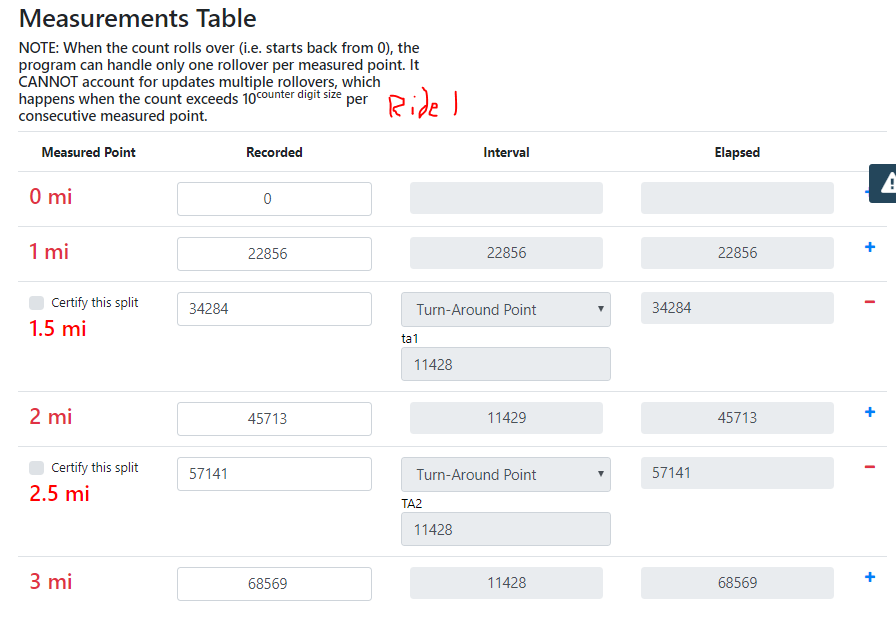 Measurements Table
NOTE: When the count rolls over (i.e. starts back from 0), the
program can handle only one rollover per measured point. It
CANNOT account for updates multiple rollovers, which
happens when the count exceeds 10^counter digit size per
consecutive measured point.
Ride 1
Measured Point Recorded Interval Elapsed
0 mi 0
1 mi 22856 22856 22856
Certify this split 34284 Turn-Around Point 34284
1.5 mi
ta1
11428
2 mi 45713 11429 45713
Certify this split 57141 Turn-Around Point 57141
2.5 mi
TA2
11428
3 mi 68569 11428 68569